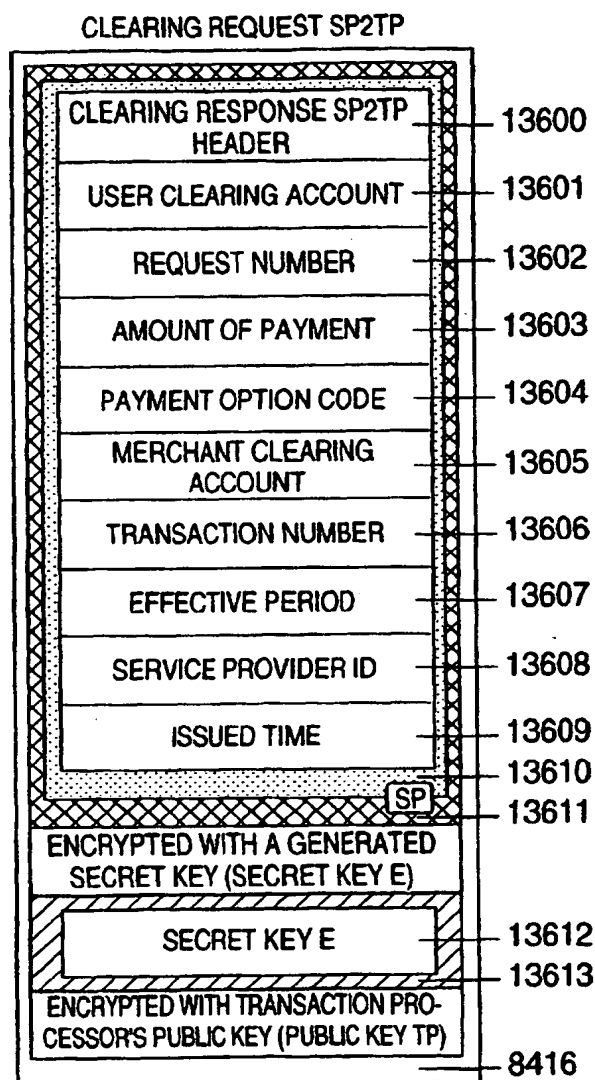 CLEARING REQUEST SP2TP
CLEARING RESPONSE SP2TP
HEADER
13600
USER CLEARING ACCOUNT
13601
REQUEST NUMBER
13602
AMOUNT OF PAYMENT
13603
PAYMENT OPTION CODE
13604
MERCHANT CLEARING
ACCOUNT
13605
TRANSACTION NUMBER
13606
EFFECTIVE PERIOD
13607
SERVICE PROVIDER ID
13608
ISSUED TIME
13609
13610
SP
13611
ENCRYPTED WITH A GENERATED
SECRET KEY (SECRET KEY E)
SECRET KEY E
13612
13613
ENCRYPTED WITH TRANSACTION PRO-
CESSOR'S PUBLIC KEY (PUBLIC KEY TP)
8416